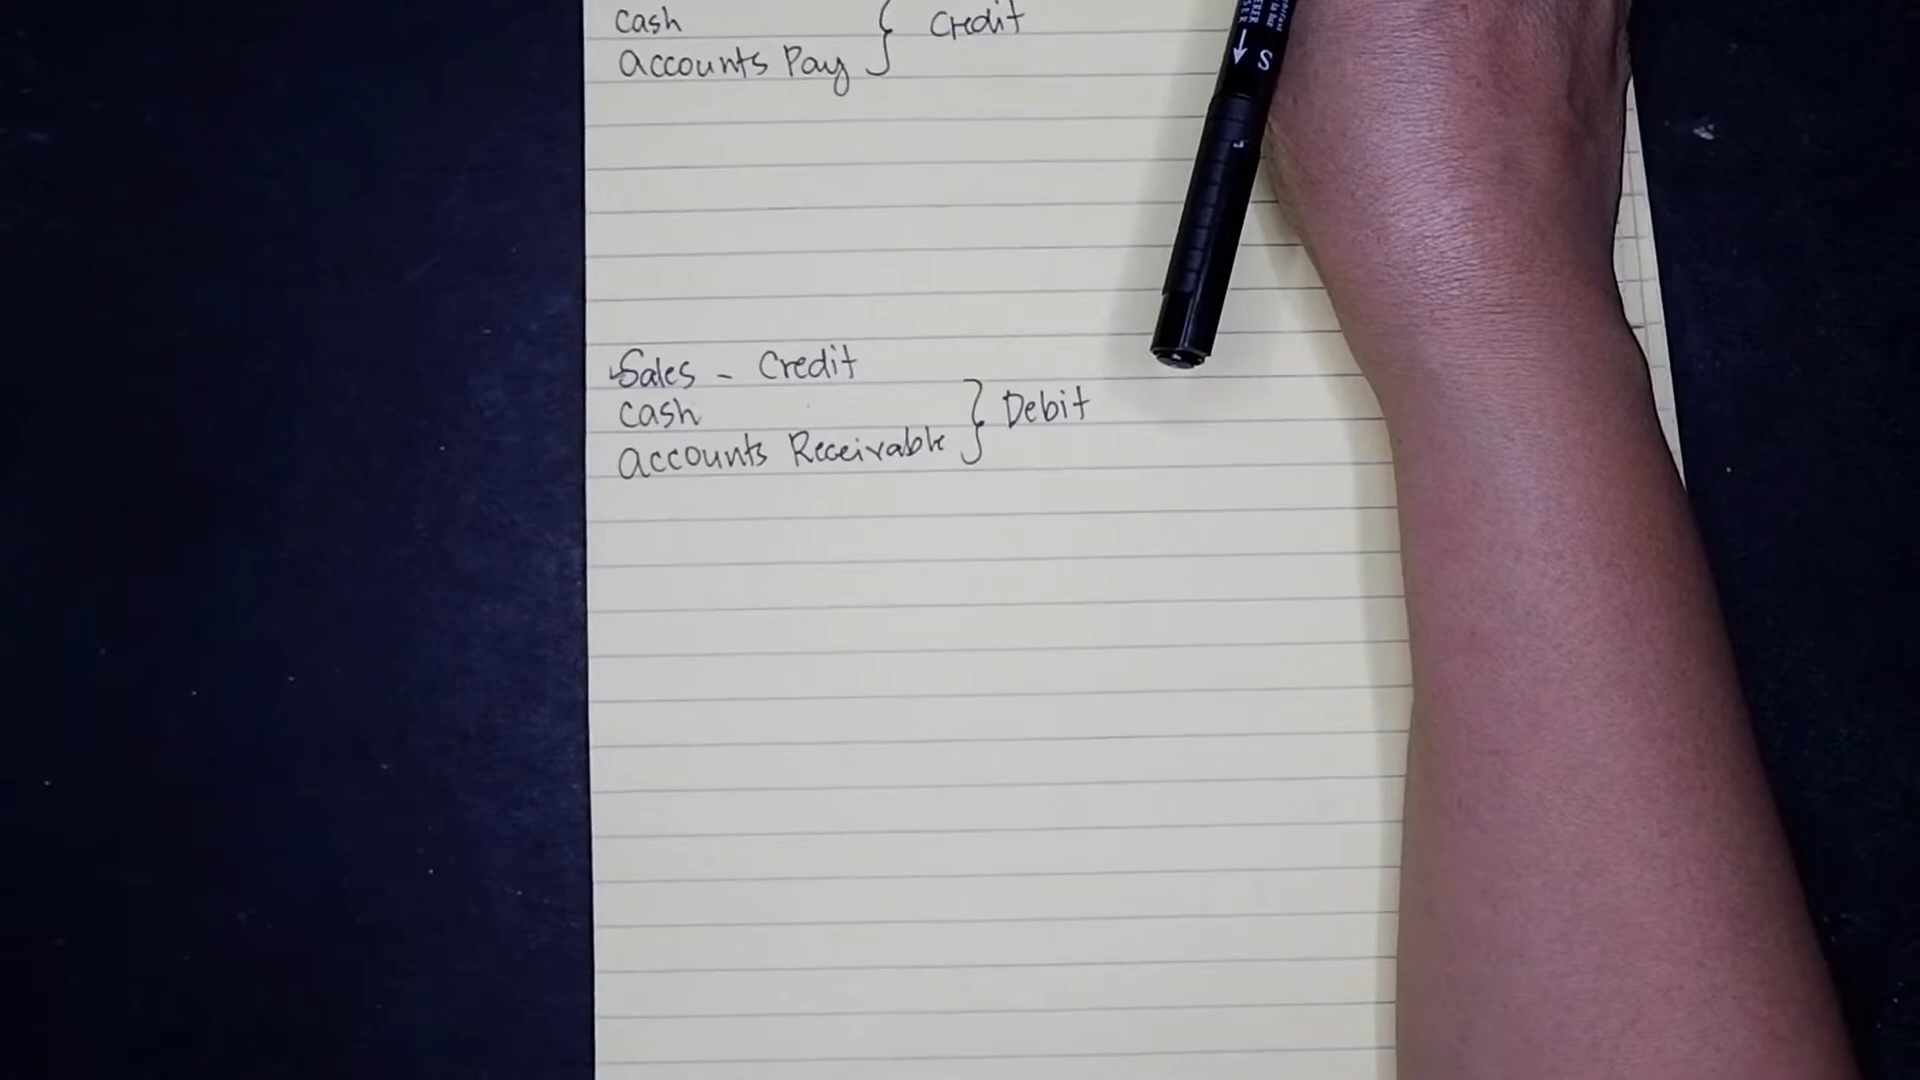 cash
accounts Pay } Credit
Sales - Credit
cash
accounts Receivable } Debit
S